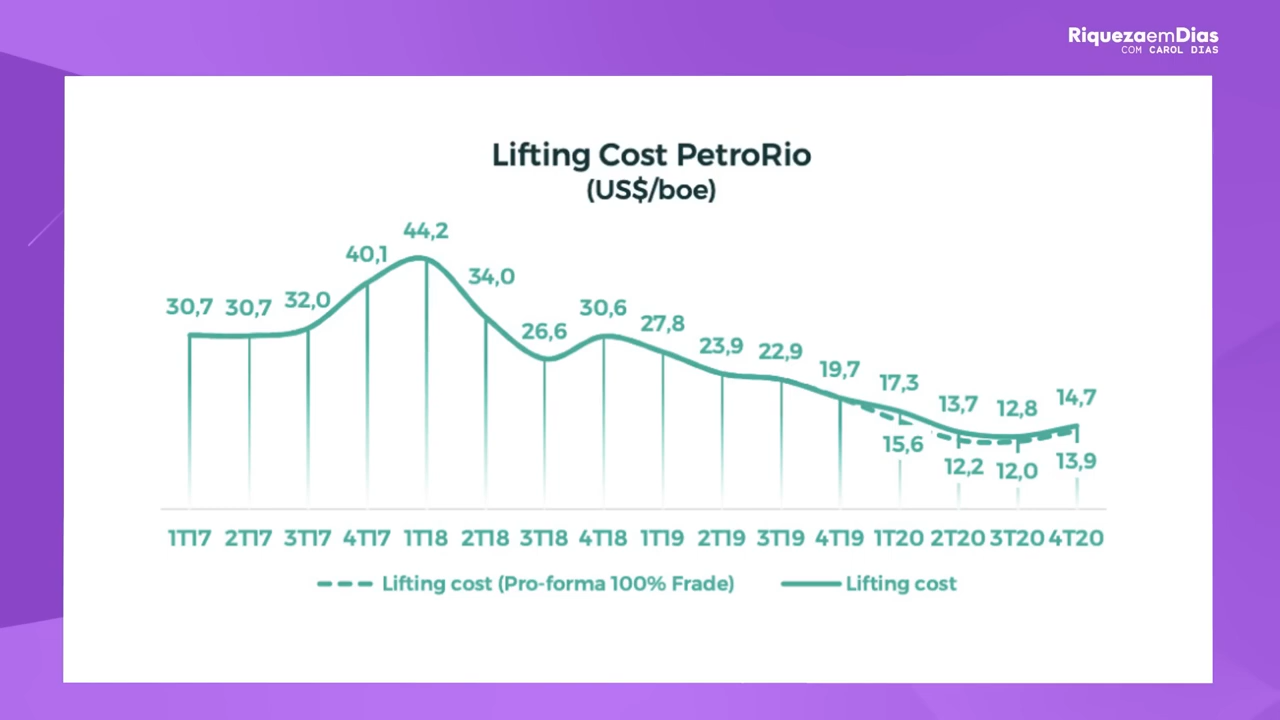 RiquezaemDias
COM CAROL DIAS
Lifting Cost PetroRio
(US$/boe)
30,7 30,7 32,0 40,1 44,2 34,0 26,6 30,6 27,8 23,9 22,9 19,7 17,3 13,7 12,8 14,7
15,6 12,2 12,0 13,9
1T17 2T17 3T17 4T17 1T18 2T18 3T18 4T18 1T19 2T19 3T19 4T19 1T20 2T20 3T20 4T20
Lifting cost (Pro-forma 100% Frade) Lifting cost